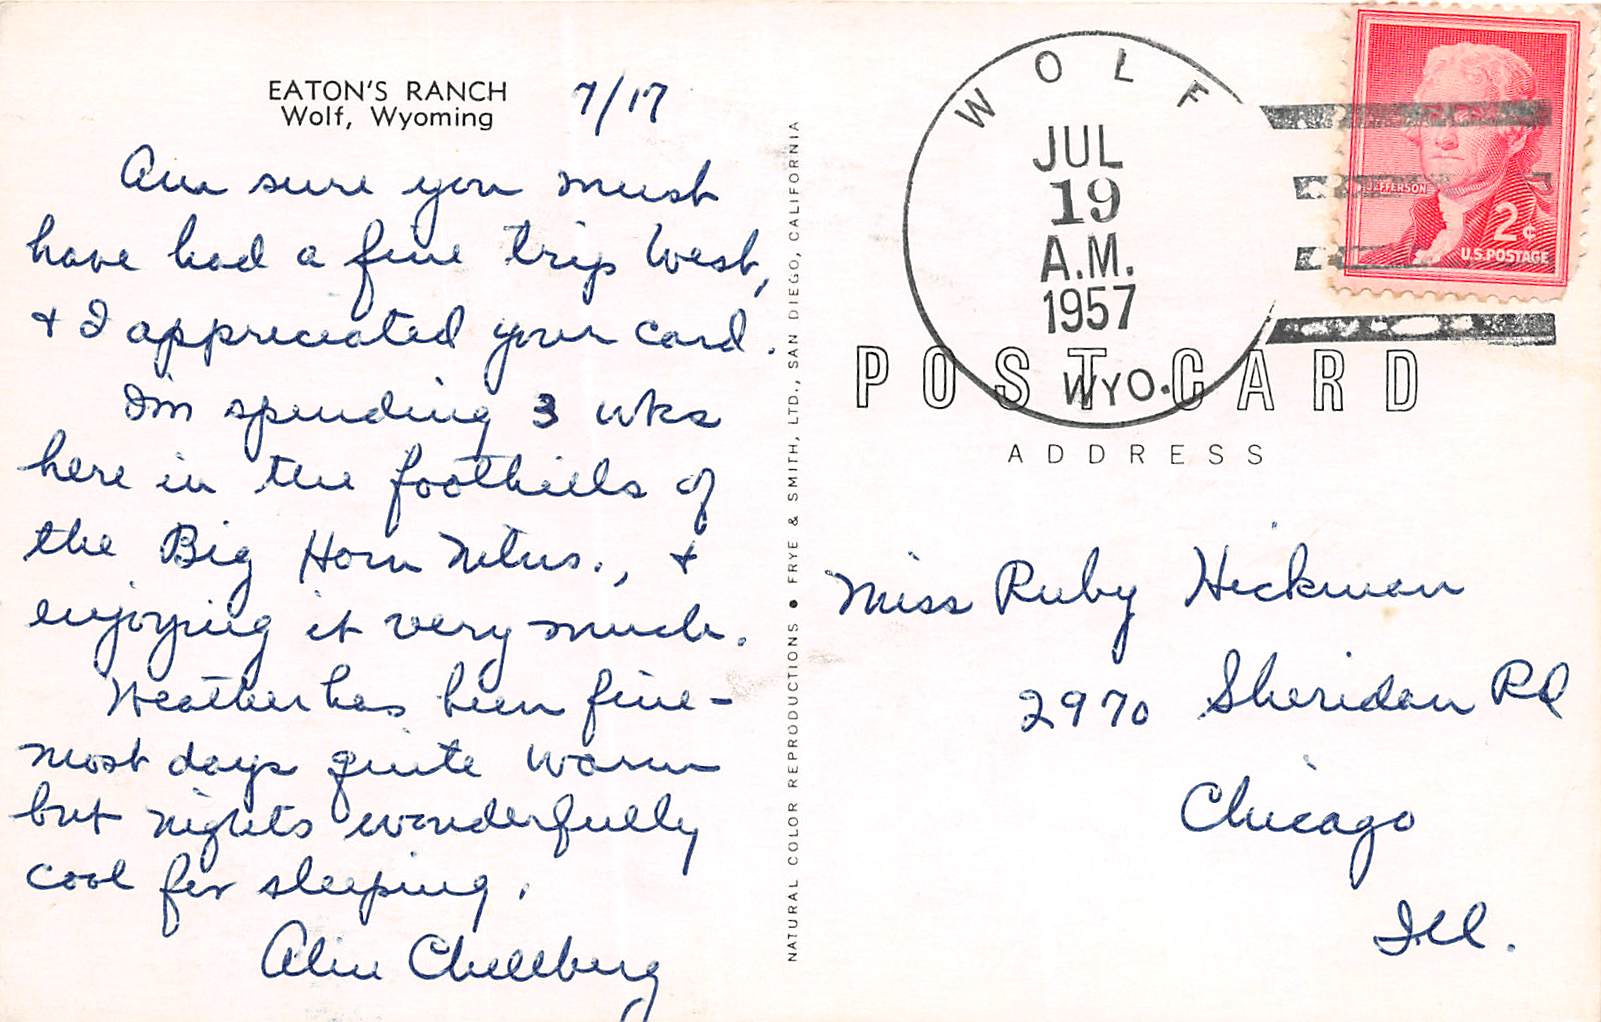 EATON'S RANCH
Wolf, Wyoming
7/17
Am sure you must
have had a fine trip West,
& I appreciated your card.
I'm spending 3 wks
here in the foothills of
the Big Horn Mtns., &
enjoying it very much.
Weather has been fine –
most days quite warm
but nights wonderfully
cool for sleeping.
NATURAL COLOR REPRODUCTIONS • FRYE & SMITH, LTD., SAN DIEGO, CALIFORNIA
WOLF
JUL
19
A.M.
1957
WYO.
JEFFERSON
2¢
U.S. POSTAGE
POST CARD
ADDRESS
Miss Ruby Hickman
2970 Sheridan Rd
Chicago
Ill.